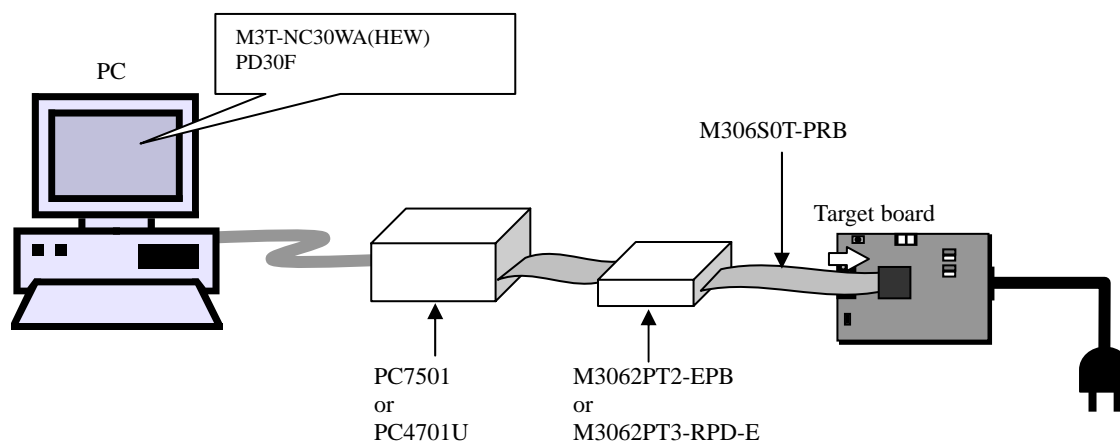 M3T-NC30WA(HEW)
PD30F
PC
M306S0T-PRB
Target board
PC7501
or
PC4701U
M3062PT2-EPB
or
M3062PT3-RPD-E